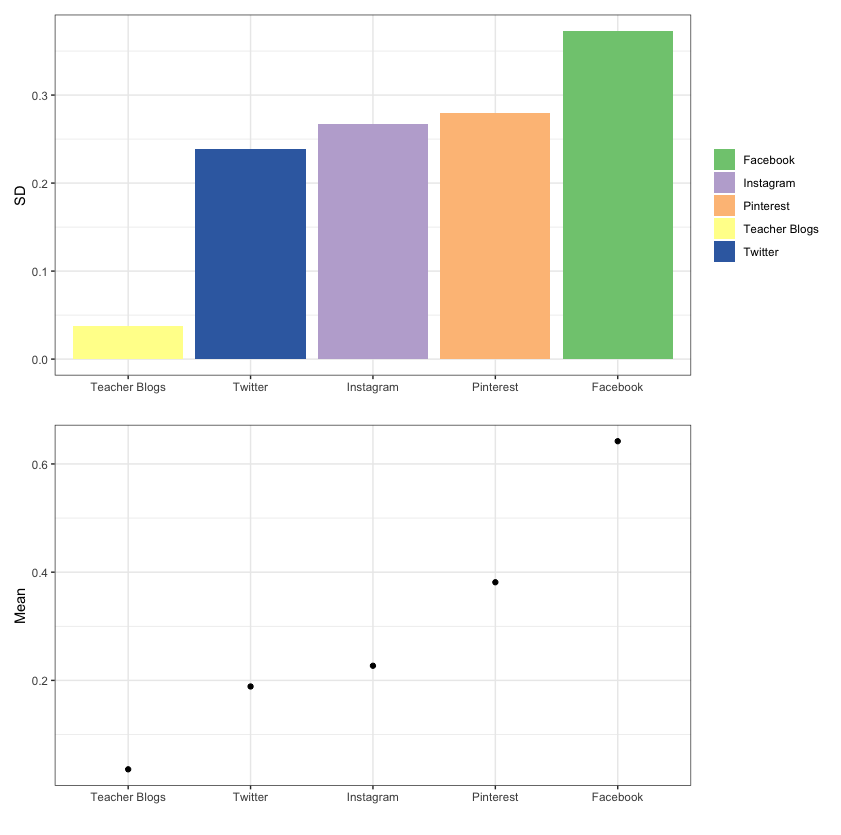 SD
0.3
0.2
0.1
0.0
Teacher Blogs Twitter Instagram Pinterest Facebook
Facebook
Instagram
Pinterest
Teacher Blogs
Twitter
Mean
0.6
0.4
0.2
Teacher Blogs Twitter Instagram Pinterest Facebook